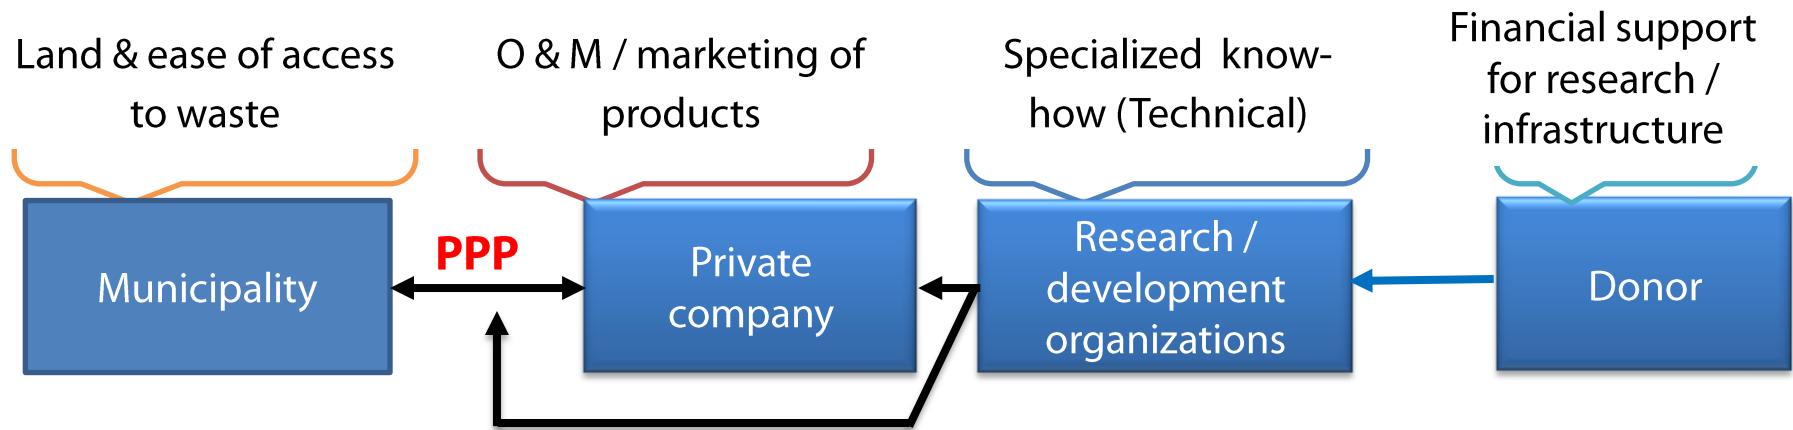 Land & ease of access
to waste
O & M / marketing of
products
Specialized know-
how (Technical)
Financial support
for research /
infrastructure
Municipality
PPP
Private
company
Research /
development
organizations
Donor